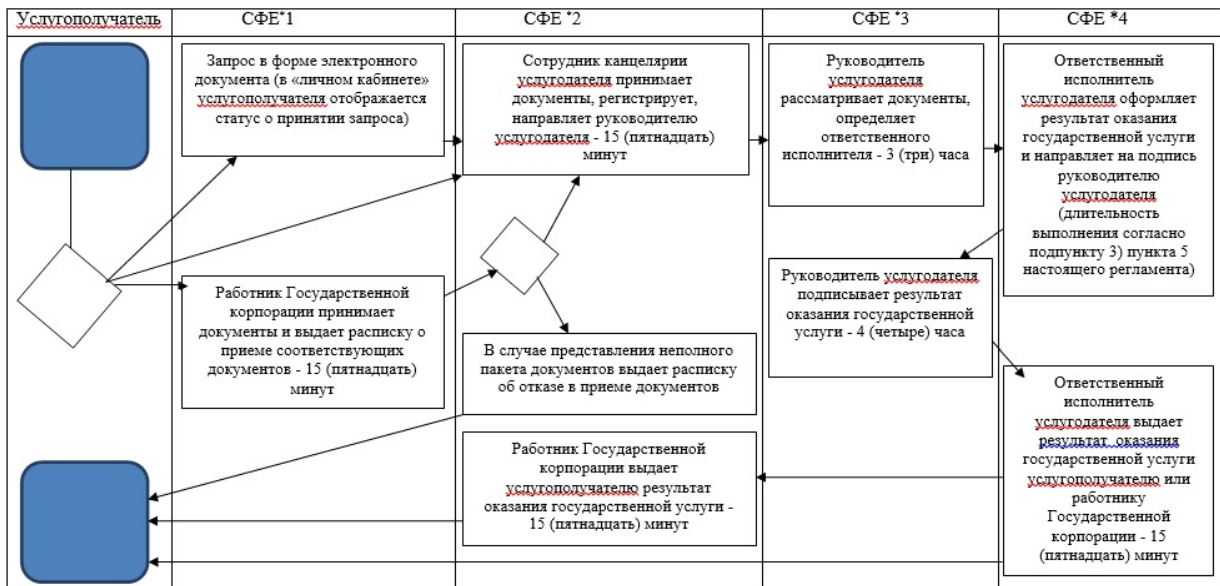 Услугополучатель
СФЕ*1
СФЕ *2
СФЕ *3
СФЕ *4
Запрос в форме электронного
документа (в «личном кабинете»
услугополучателя отображается
статус о принятии запроса)
Сотрудник канцелярии
услугодателя принимает
документы, регистрирует,
направляет руководителю
услугодателя - 15 (пятнадцать)
минут
Руководитель
услугодателя
рассматривает документы,
определяет
ответственного
исполнителя - 3 (три) часа
Ответственный
исполнитель
услугодателя оформляет
результат оказания
государственной услуги
и направляет на подпись
руководителю
услугодателя
(длительность
выполнения согласно
подпункту 3) пункта 5
настоящего регламента)
Работник Государственной
корпорации принимает
документы и выдает расписку о
приеме соответствующих
документов - 15 (пятнадцать)
минут
Руководитель услугодателя
подписывает результат
оказания государственной
услуги - 4 (четыре) часа
В случае представления неполного
пакета документов выдает расписку
об отказе в приеме документов
Ответственный
исполнитель
услугодателя выдает
результат оказания
государственной услуги
услугополучателю или
работнику
Государственной
корпорации - 15
(пятнадцать) минут
Работник Государственной
корпорации выдает
услугополучателю результат
оказания государственной услуги -
15 (пятнадцать) минут